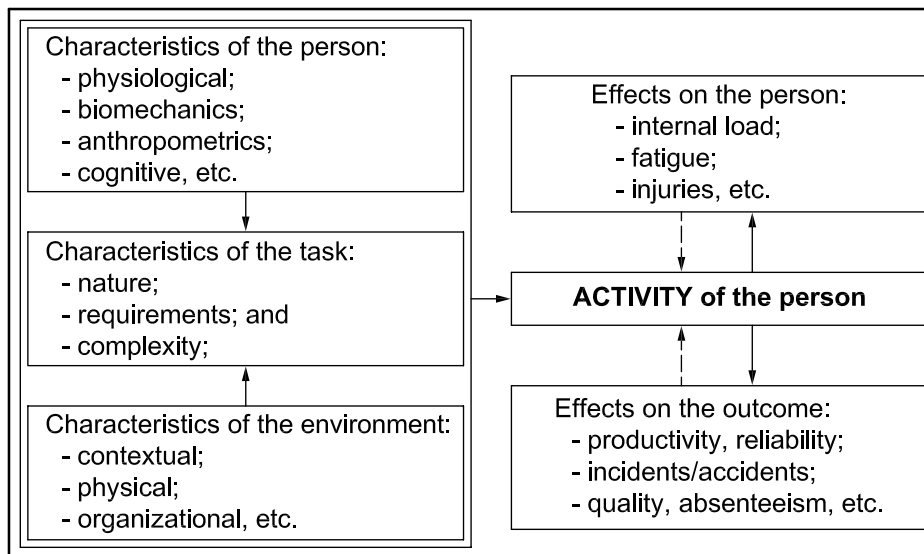 Characteristics of the person:
- physiological;
- biomechanics;
- anthropometrics;
- cognitive, etc.
Characteristics of the task:
- nature;
- requirements; and
- complexity;
Characteristics of the environment:
- contextual;
- physical;
- organizational, etc.
Effects on the person:
- internal load;
- fatigue;
- injuries, etc.
ACTIVITY of the person
Effects on the outcome:
- productivity, reliability;
- incidents/accidents;
- quality, absenteeism, etc.